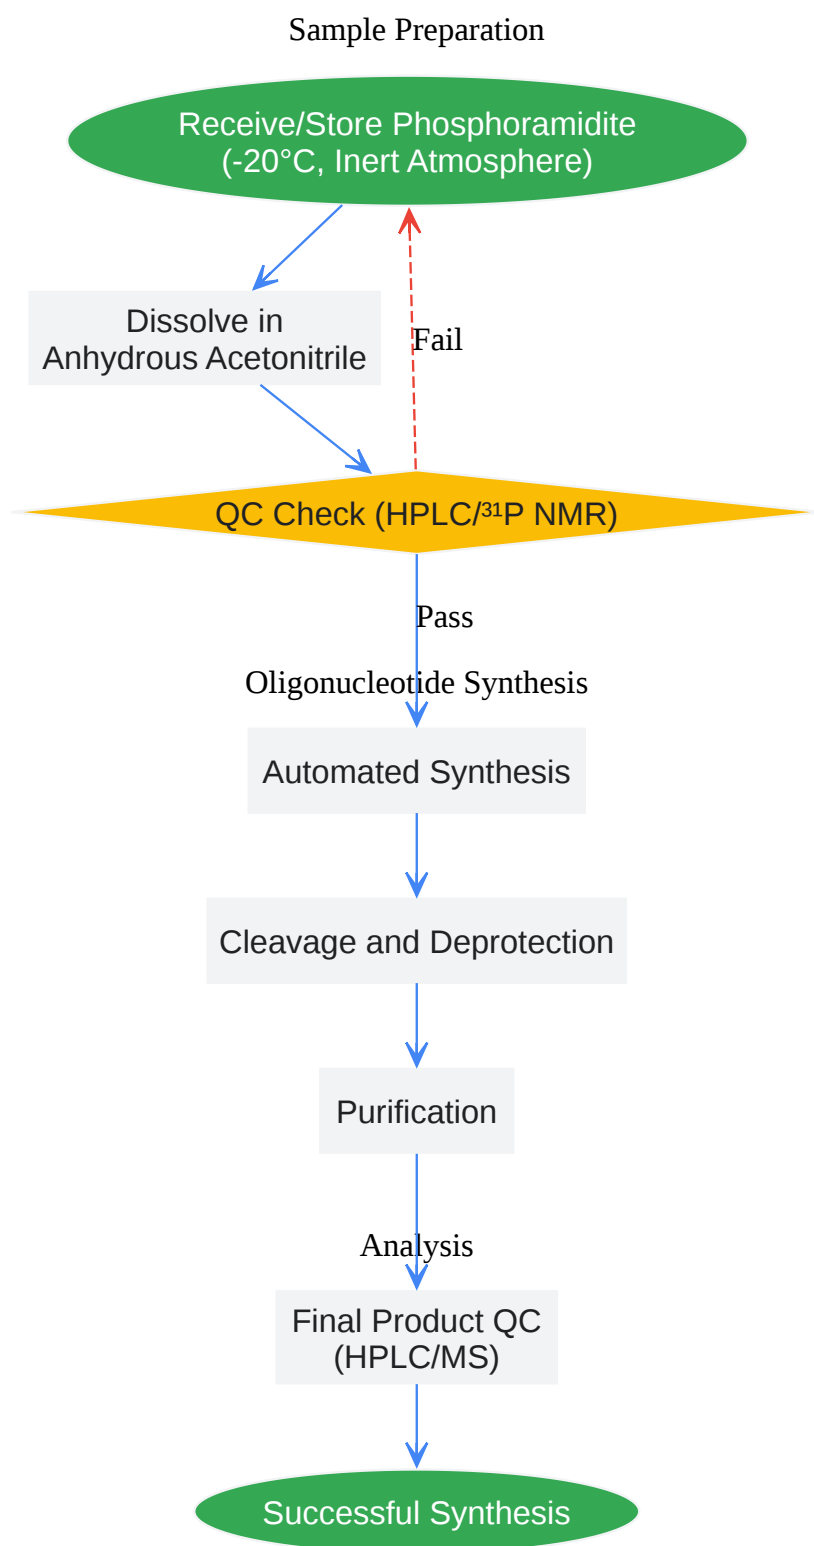 Sample Preparation
Receive/Store Phosphoramidite
(-20°C, Inert Atmosphere)
Dissolve in
Anhydrous Acetonitrile
Fail
QC Check (HPLC/³¹P NMR)
Pass
Oligonucleotide Synthesis
Automated Synthesis
Cleavage and Deprotection
Purification
Analysis
Final Product QC
(HPLC/MS)
Successful Synthesis